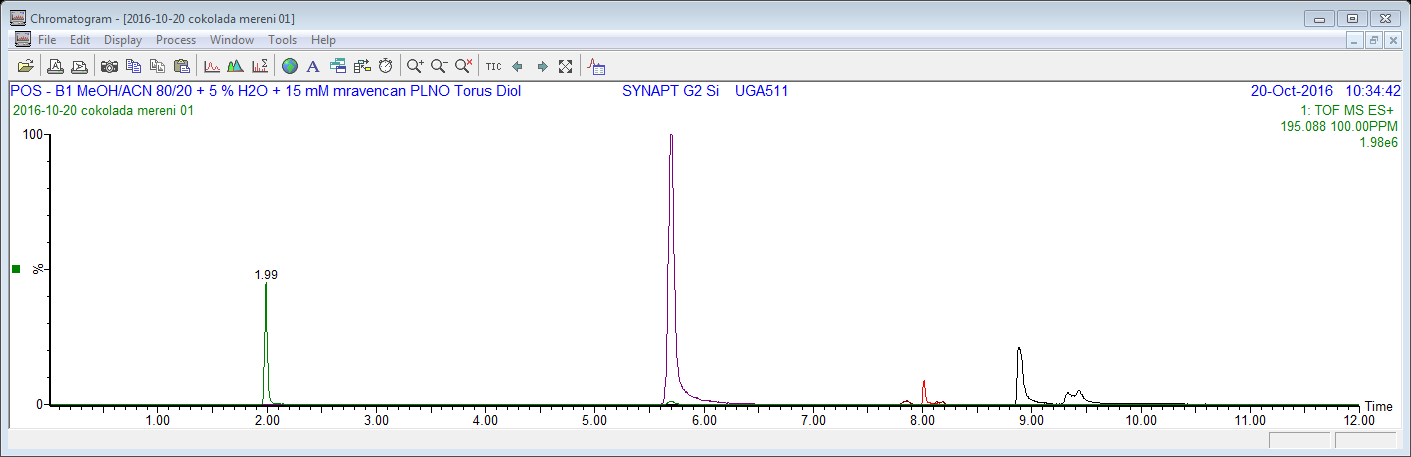 Chromatogram - [2016-10-20 cokolada mereni 01]
File Edit Display Process Window Tools Help
A A A TIC
POS - B1 MeOH/ACN 80/20 + 5 % H2O + 15 mM mravencan PLNO Torus Diol SYNAPT G2 Si UGA511 20-Oct-2016 10:34:42
2016-10-20 cokolada mereni 01 1: TOF MS ES+
195.088 100.00PPM
1.98e6
100
%
1.99
0
1.00 2.00 3.00 4.00 5.00 6.00 7.00 8.00 9.00 10.00 11.00 12.00
Time